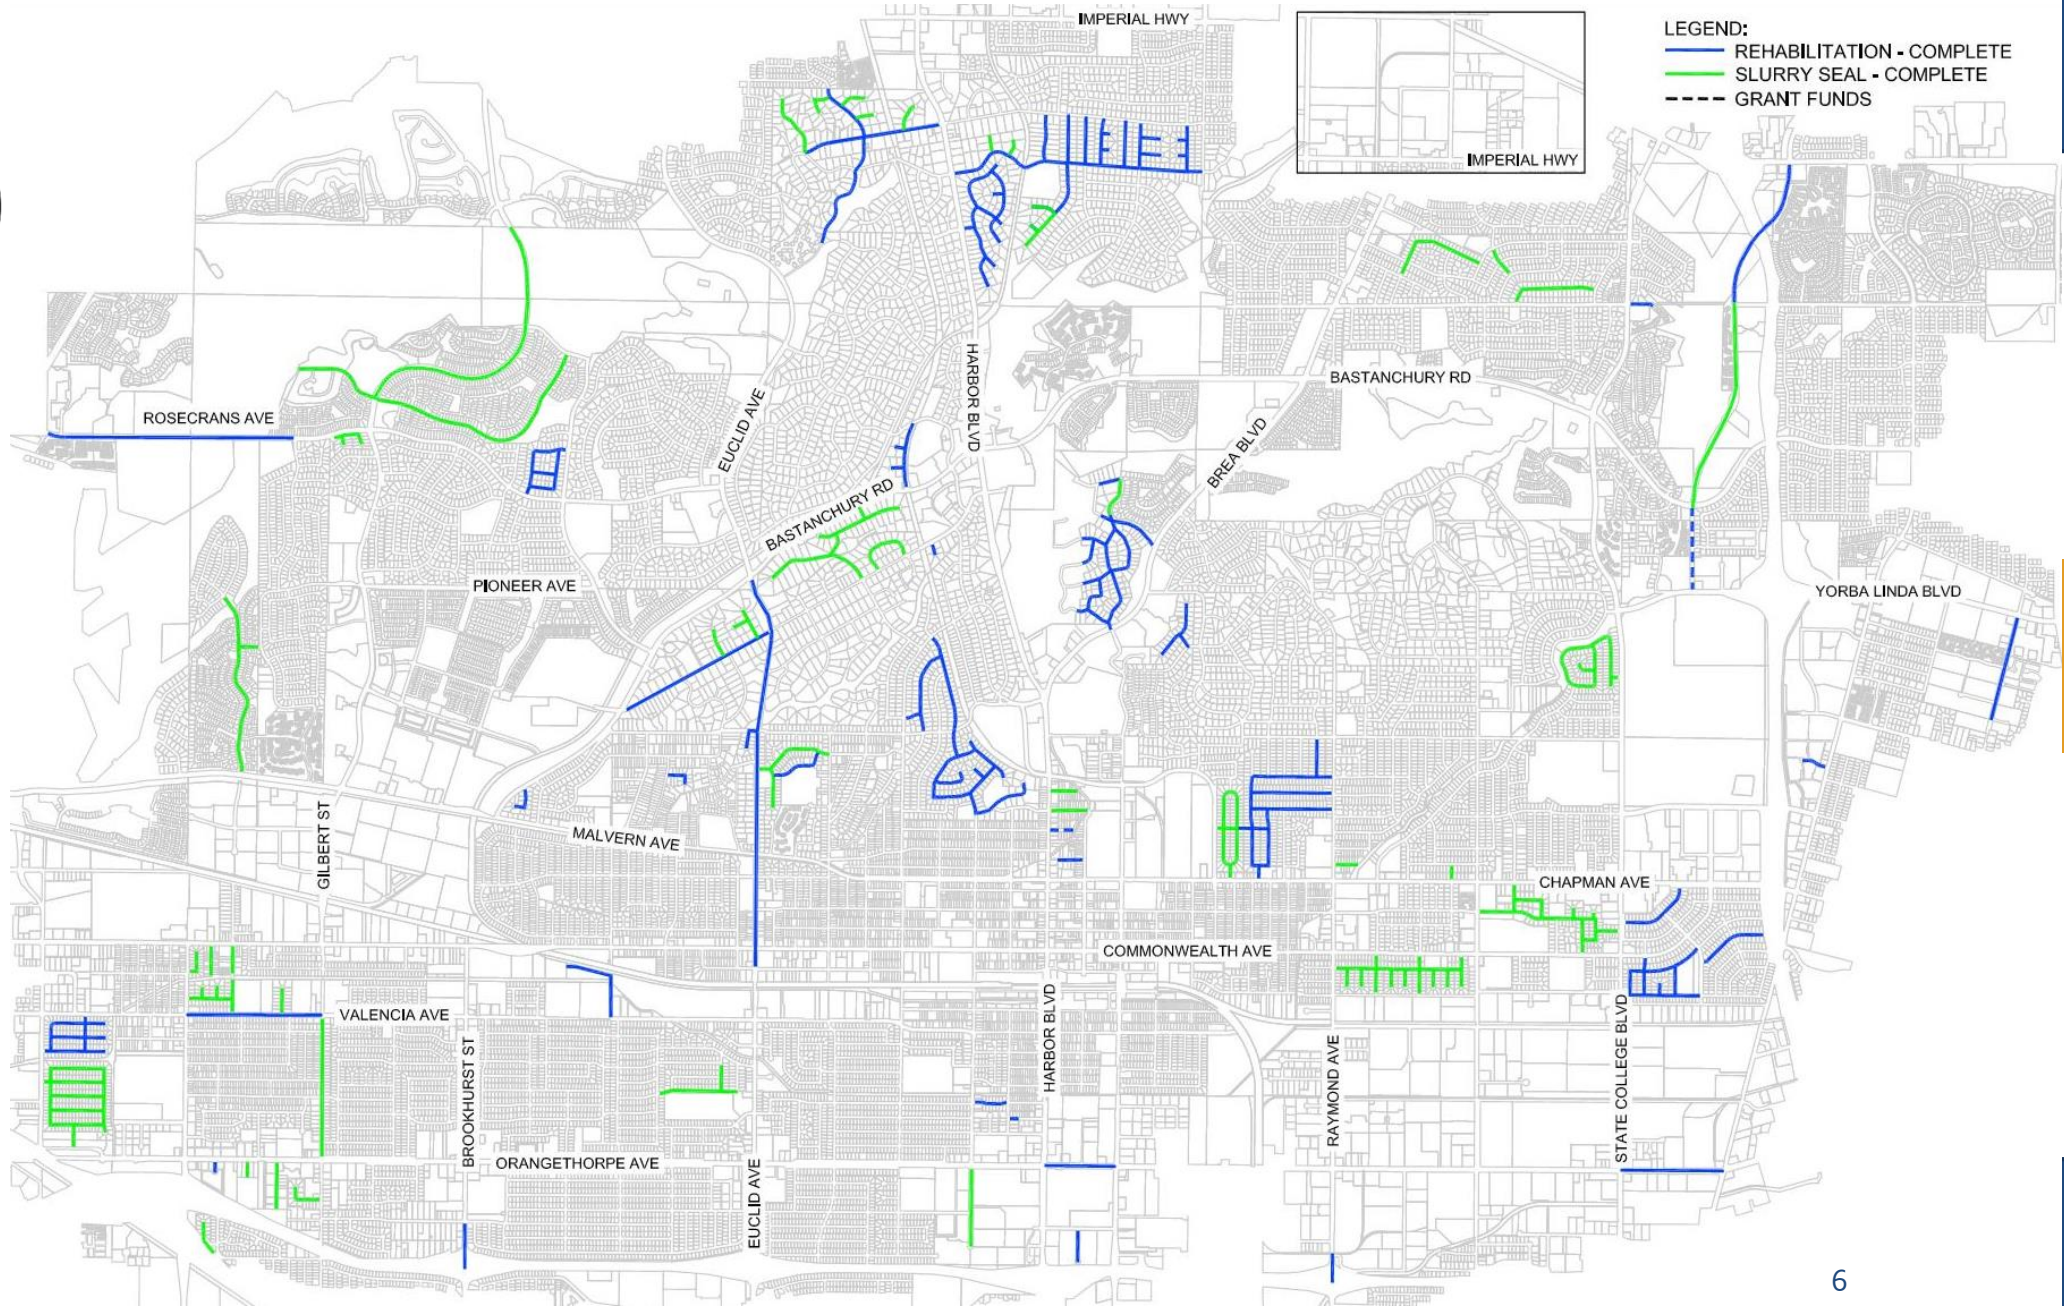 IMPERIAL HWY
LEGEND:
REHABILITATION - COMPLETE
SLURRY SEAL - COMPLETE
GRANT FUNDS
IMPERIAL HWY
HARBOR BLVD
BASTANCHURY RD
ROSECRANS AVE
EUCLID AVE
BREA BLVD
BASTANCHURY RD
PIONEER AVE
YORBA LINDA BLVD
GILBERT ST
MALVERN AVE
CHAPMAN AVE
COMMONWEALTH AVE
VALENCIA AVE
HARBOR BLVD
BROOKHURST ST
RAYMOND AVE
STATE COLLEGE BLVD
ORANGETHORPE AVE
EUCLID AVE
6